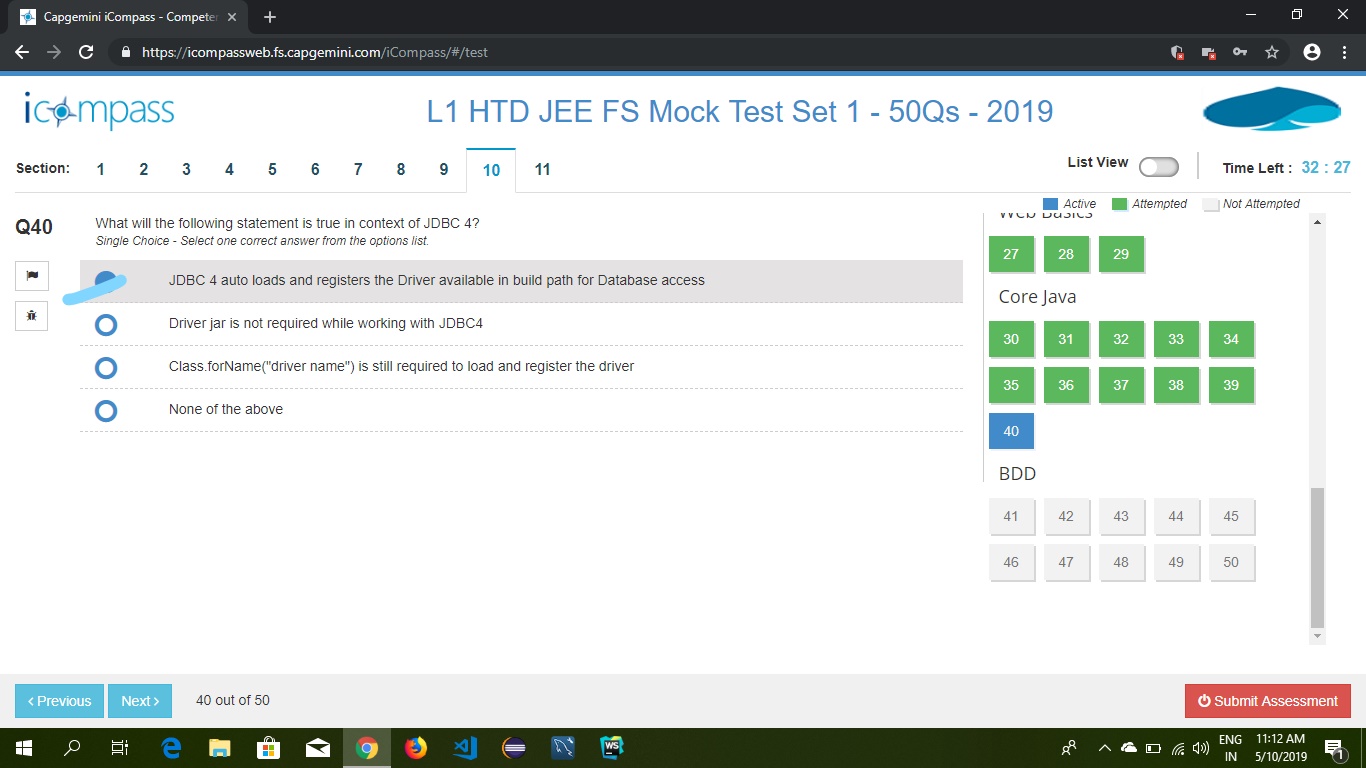 Capgemini iCompass - Competer
https://icompassweb.fs.capgemini.com/iCompass/#/test
icompass
L1 HTD JEE FS Mock Test Set 1 - 50Qs - 2019
Section: 1 2 3 4 5 6 7 8 9 10 11
List View
Time Left : 32 : 27
Active Attempted Not Attempted
Q40
What will the following statement is true in context of JDBC 4?
Single Choice - Select one correct answer from the options list.
JDBC 4 auto loads and registers the Driver available in build path for Database access
Driver jar is not required while working with JDBC4
Class.forName("driver name") is still required to load and register the driver
None of the above
Web Basics
27 28 29
Core Java
30 31 32 33 34
35 36 37 38 39
40
BDD
41 42 43 44 45
46 47 48 49 50
Previous Next
40 out of 50
Submit Assessment
WS
ENG
IN
11:12 AM
5/10/2019
1